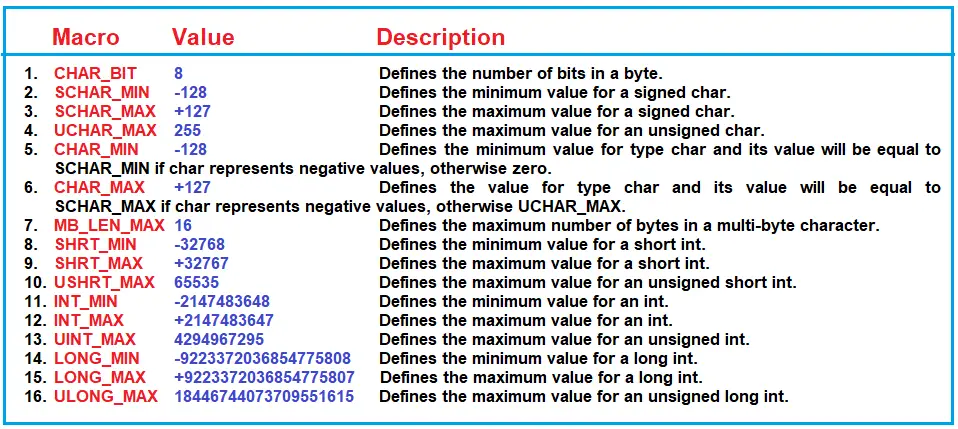 Macro Value Description
1. CHAR_BIT 8 Defines the number of bits in a byte.
2. SCHAR_MIN -128 Defines the minimum value for a signed char.
3. SCHAR_MAX +127 Defines the maximum value for a signed char.
4. UCHAR_MAX 255 Defines the maximum value for an unsigned char.
5. CHAR_MIN -128 Defines the minimum value for type char and its value will be equal to
SCHAR_MIN if char represents negative values, otherwise zero.
6. CHAR_MAX +127 Defines the value for type char and its value will be equal to
SCHAR_MAX if char represents negative values, otherwise UCHAR_MAX.
7. MB_LEN_MAX 16 Defines the maximum number of bytes in a multi-byte character.
8. SHRT_MIN -32768 Defines the minimum value for a short int.
9. SHRT_MAX +32767 Defines the maximum value for a short int.
10. USHRT_MAX 65535 Defines the maximum value for an unsigned short int.
11. INT_MIN -2147483648 Defines the minimum value for an int.
12. INT_MAX +2147483647 Defines the maximum value for an int.
13. UINT_MAX 4294967295 Defines the maximum value for an unsigned int.
14. LONG_MIN -9223372036854775808 Defines the minimum value for a long int.
15. LONG_MAX +9223372036854775807 Defines the maximum value for a long int.
16. ULONG_MAX 18446744073709551615 Defines the maximum value for an unsigned long int.